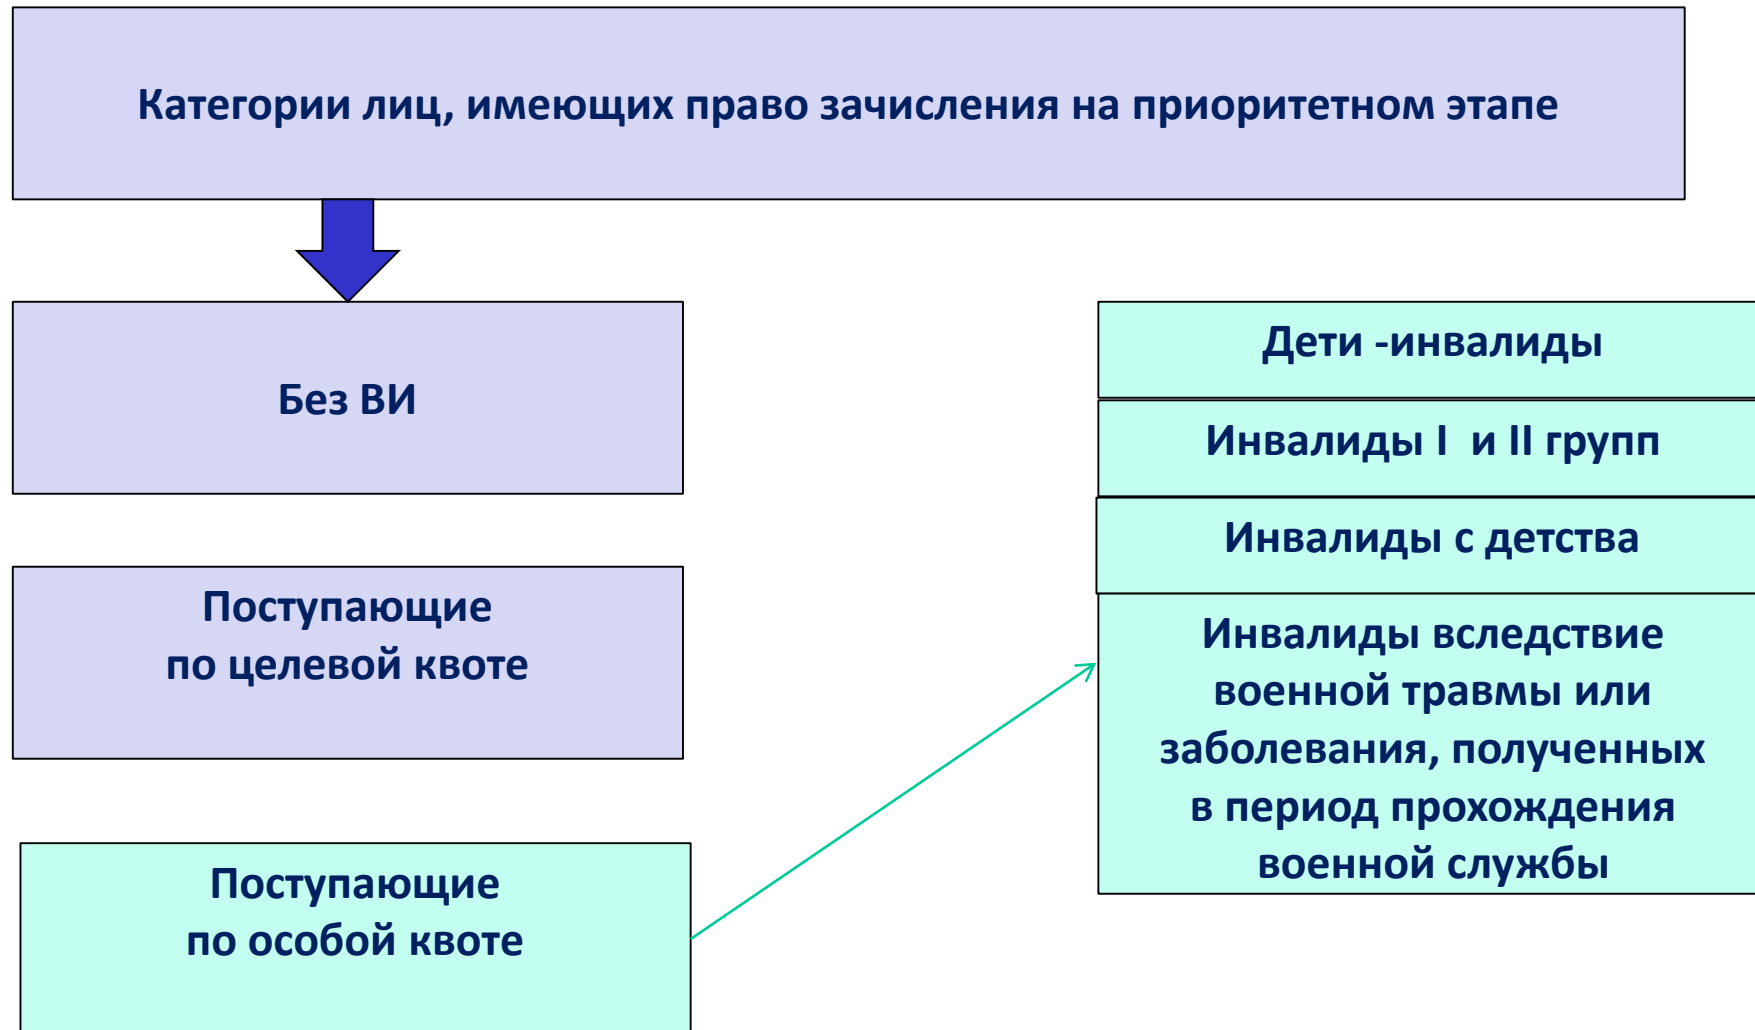 Категории лиц, имеющих право зачисления на приоритетном этапе
Без ВИ
Поступающие
по целевой квоте
Поступающие
по особой квоте
Дети -инвалиды
Инвалиды I и II групп
Инвалиды с детства
Инвалиды вследствие
военной травмы или
заболевания, полученных
в период прохождения
военной службы